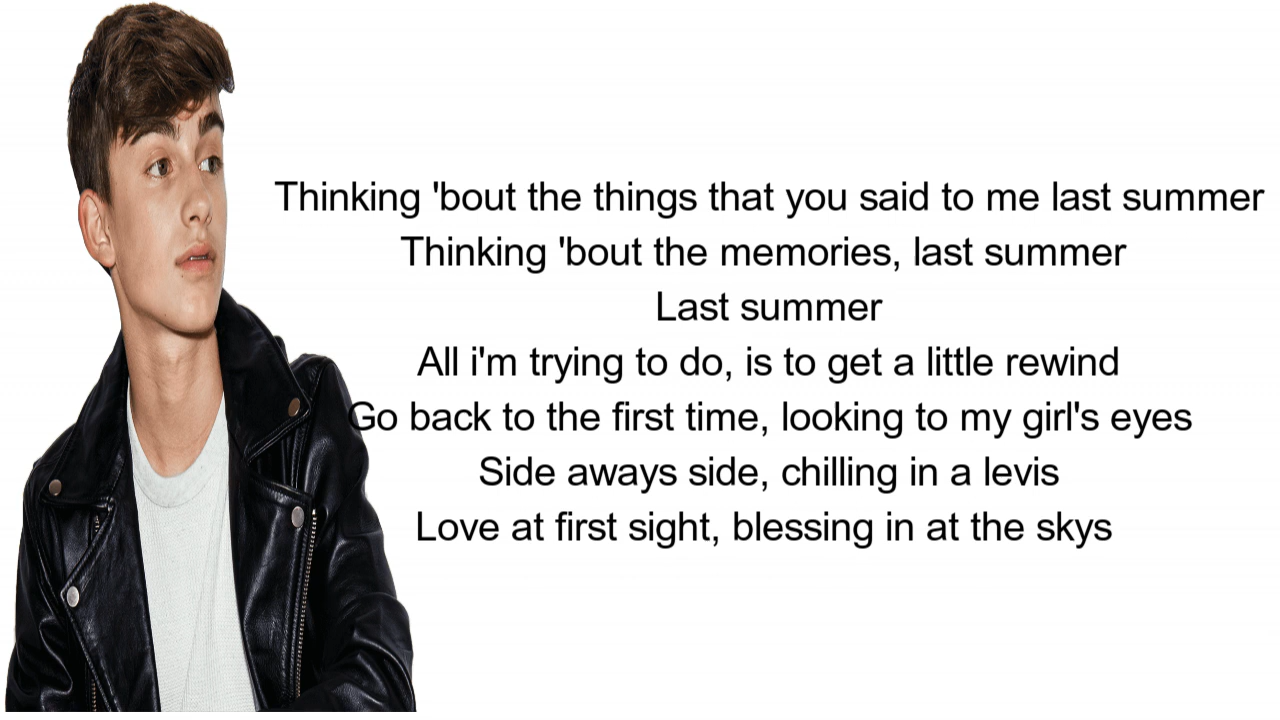 Thinking 'bout the things that you said to me last summer
Thinking 'bout the memories, last summer
Last summer
All i'm trying to do, is to get a little rewind
Go back to the first time, looking to my girl's eyes
Side aways side, chilling in a levis
Love at first sight, blessing in at the skys